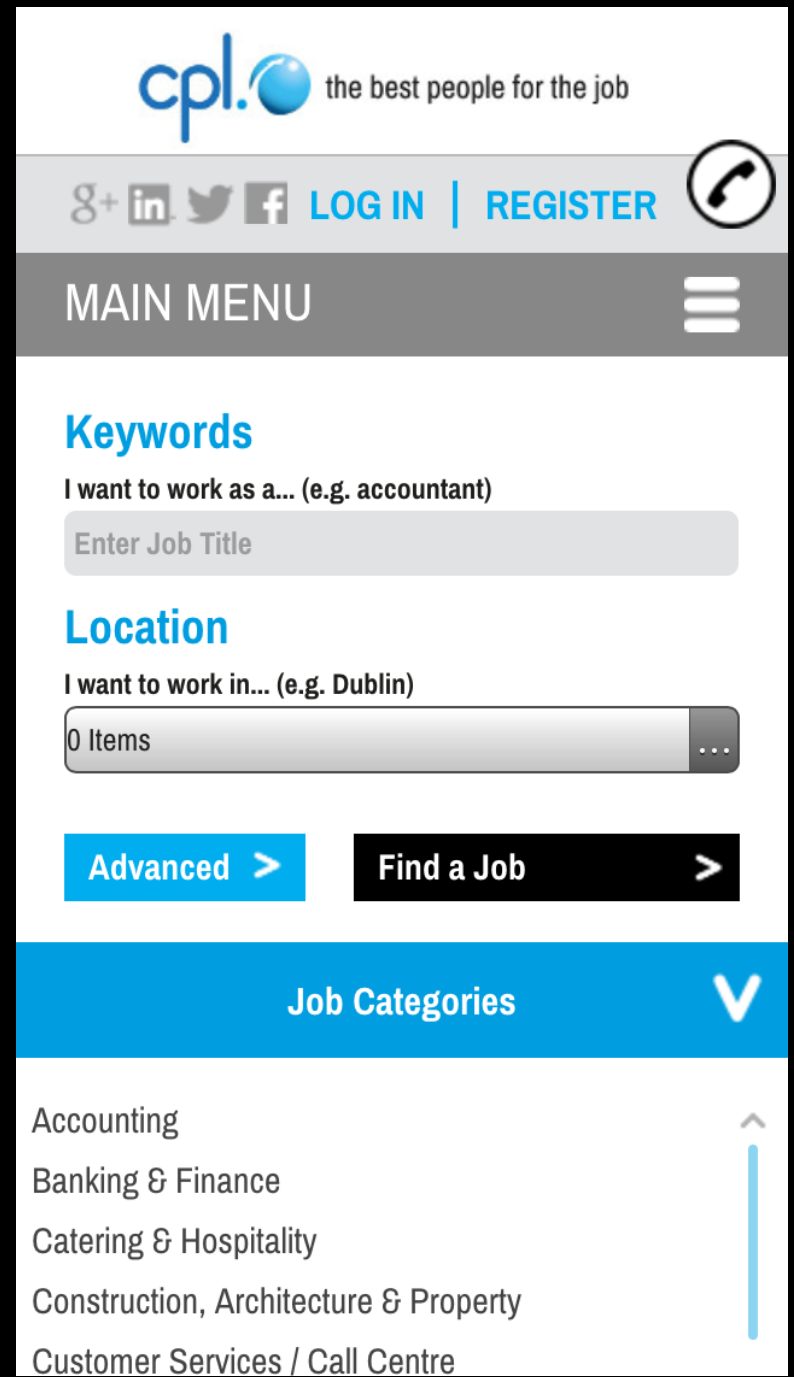 cpl. the best people for the job
g+ in f LOG IN | REGISTER
MAIN MENU
Keywords
I want to work as a... (e.g. accountant)
Enter Job Title
Location
I want to work in... (e.g. Dublin)
0 Items ...
Advanced > Find a Job >
Job Categories
Accounting
Banking & Finance
Catering & Hospitality
Construction, Architecture & Property
Customer Services / Call Centre